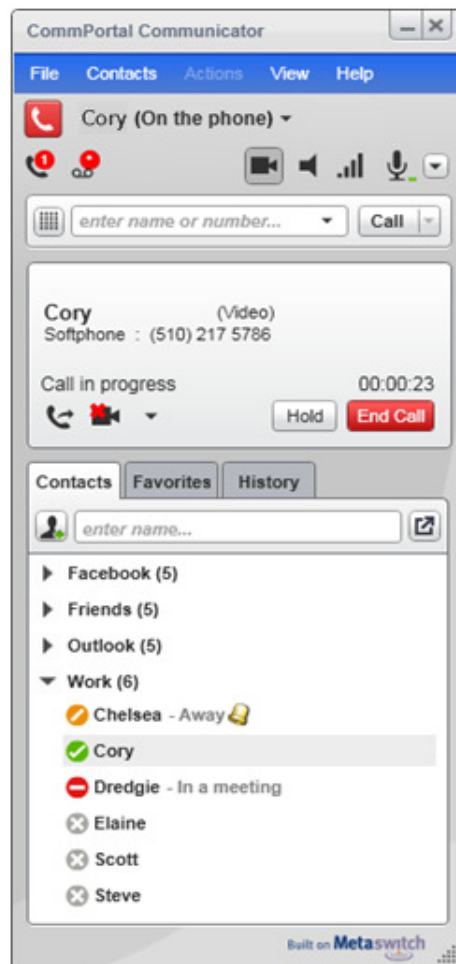 CommPortal Communicator
File Contacts Actions View Help
Cory (On the phone)
1
enter name or number... Call
Cory (Video)
Softphone : (510) 217 5786
Call in progress 00:00:23
Hold End Call
Contacts Favorites History
enter name...
Facebook (5)
Friends (5)
Outlook (5)
Work (6)
Chelsea - Away
Cory
Dredgie - In a meeting
Elaine
Scott
Steve
Built on Metaswitch